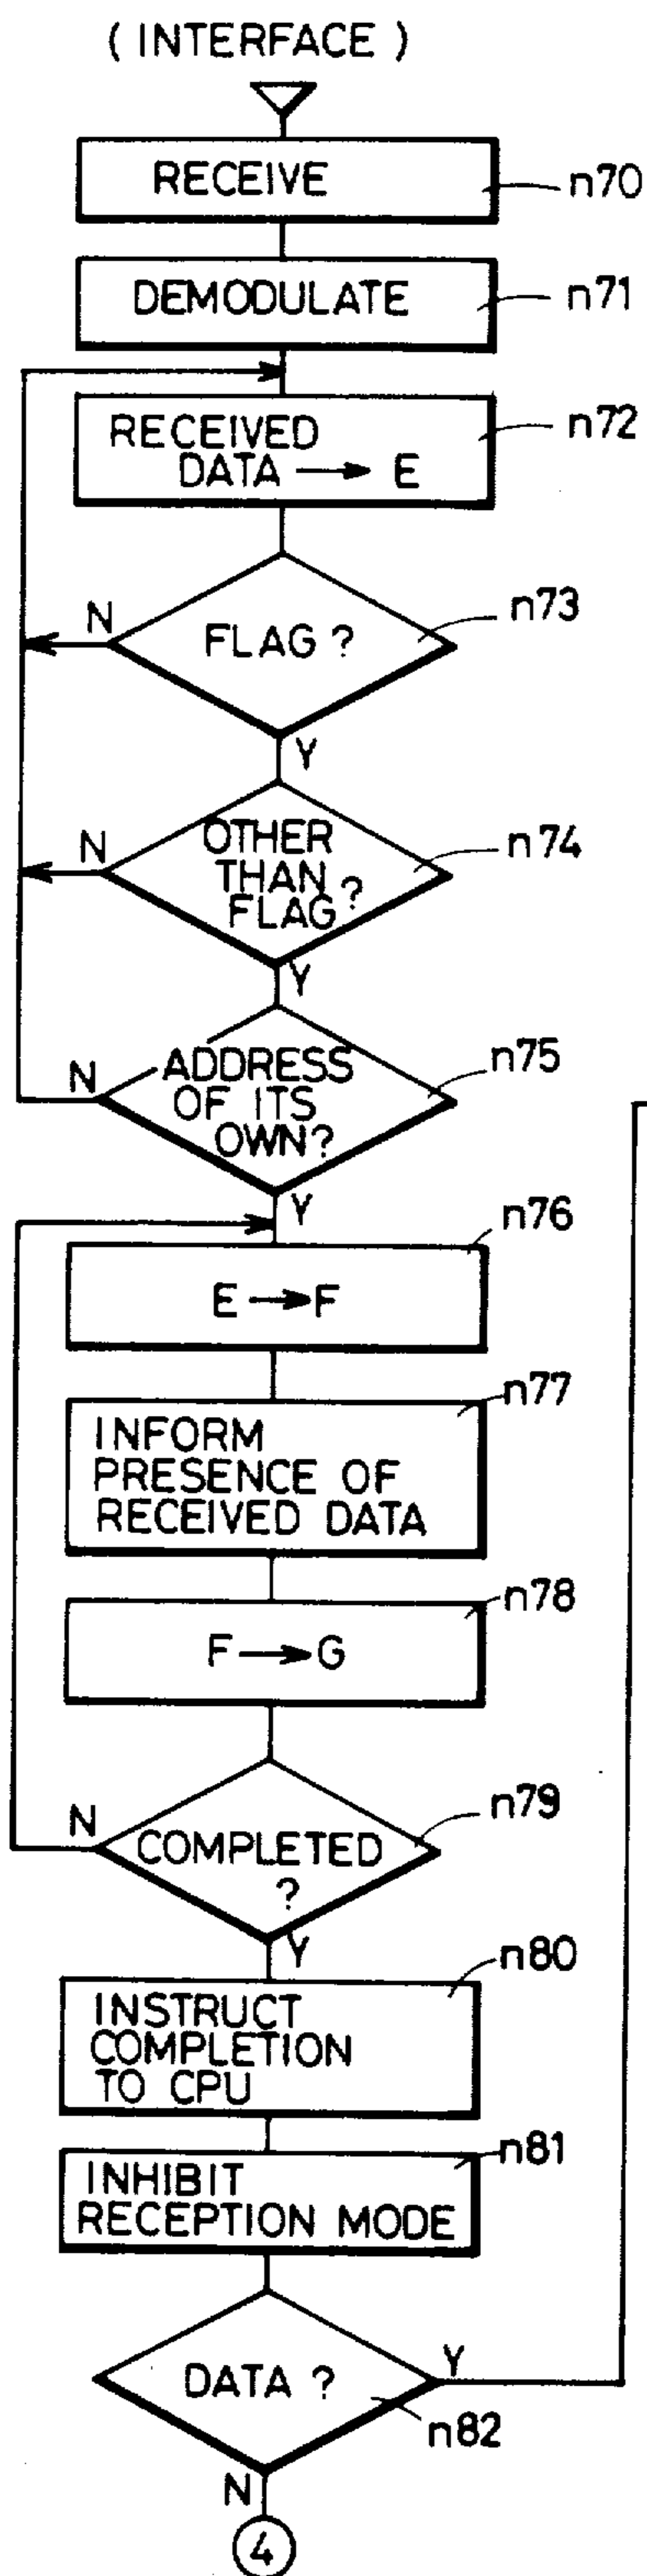 ( INTERFACE )
RECEIVE
n70
DEMODULATE
n71
RECEIVED
DATA → E
n72
FLAG ?
n73
N
Y
OTHER
THAN
FLAG ?
n74
N
Y
ADDRESS
OF ITS
OWN?
n75
N
Y
n76
E → F
n77
INFORM
PRESENCE OF
RECEIVED DATA
n78
F → G
n79
N
COMPLETED
?
Y
n80
INSTRUCT
COMPLETION
TO CPU
n81
INHIBIT
RECEPTION MODE
DATA ?
Y
n82
N
4